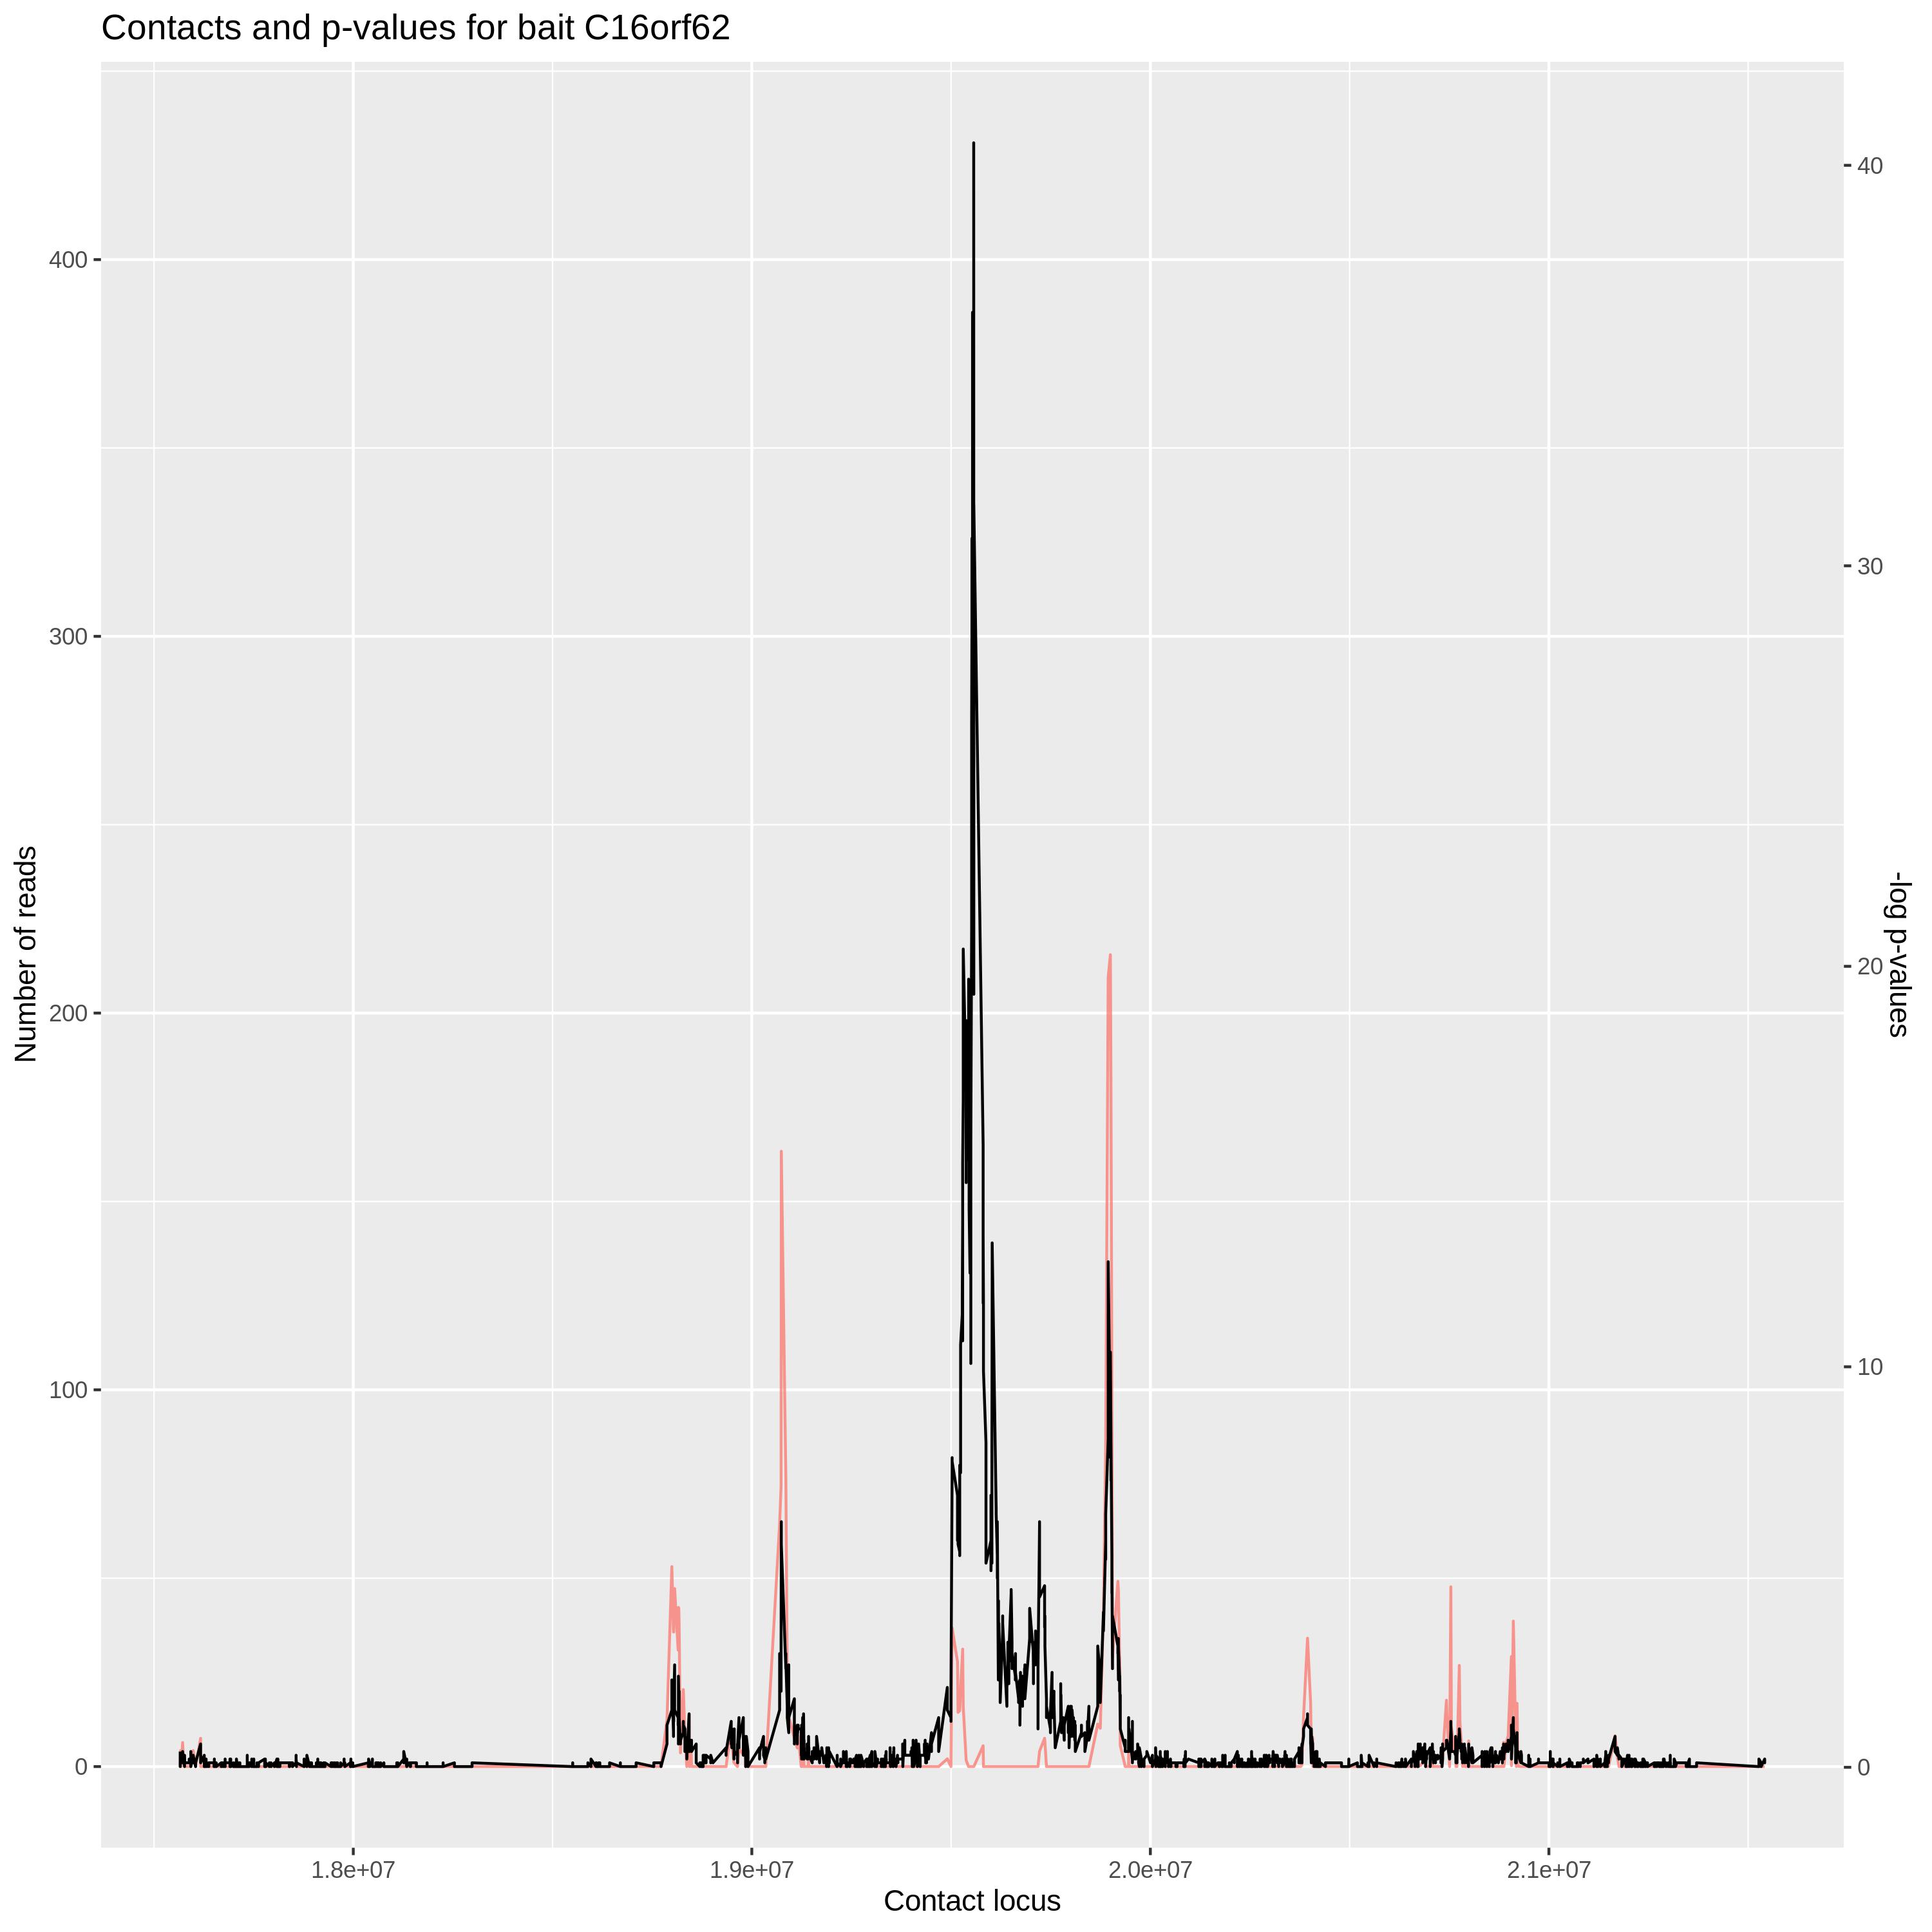 Contacts and p-values for bait C16orf62
Number of reads
400
300
200
100
0
40
30
20
10
0
-log p-values
1.8e+07 1.9e+07 2.0e+07 2.1e+07
Contact locus